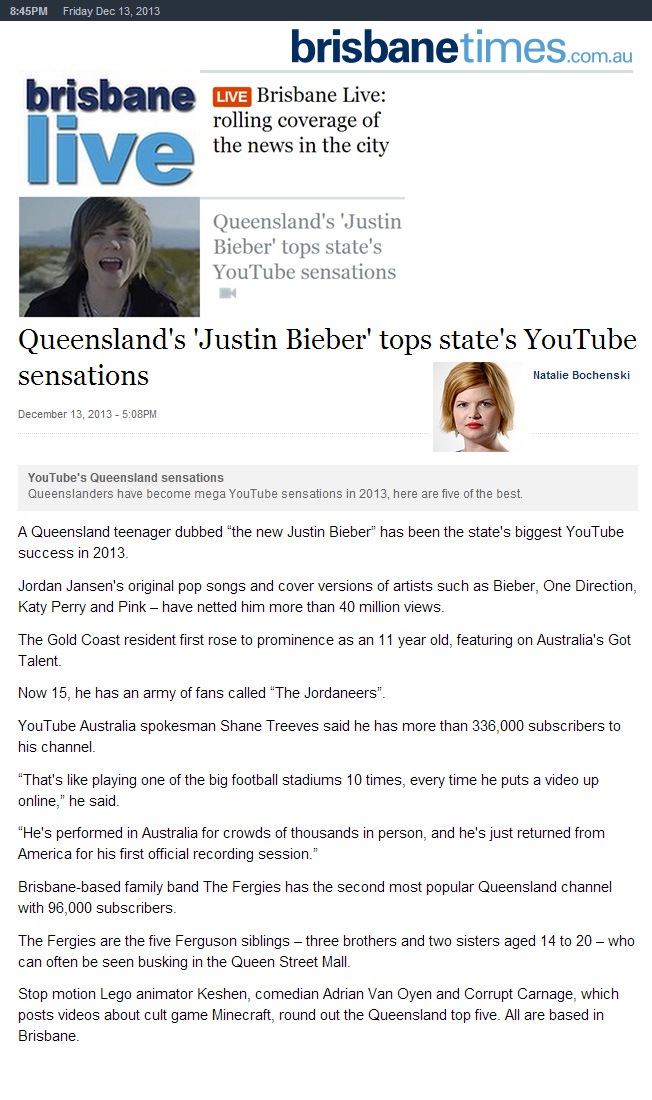 8:45PM Friday Dec 13, 2013
brisbanetimes.com.au
brisbane
live
LIVE Brisbane Live:
rolling coverage of
the news in the city
Queensland's 'Justin
Bieber' tops state's
YouTube sensations
Queensland's 'Justin Bieber' tops state's YouTube
sensations
Natalie Bochenski
December 13, 2013 - 5:08PM
YouTube's Queensland sensations
Queenslanders have become mega YouTube sensations in 2013, here are five of the best.
A Queensland teenager dubbed “the new Justin Bieber” has been the state's biggest YouTube
success in 2013.
Jordan Jansen's original pop songs and cover versions of artists such as Bieber, One Direction,
Katy Perry and Pink – have netted him more than 40 million views.
The Gold Coast resident first rose to prominence as an 11 year old, featuring on Australia's Got
Talent.
Now 15, he has an army of fans called “The Jordaneers”.
YouTube Australia spokesman Shane Treeves said he has more than 336,000 subscribers to
his channel.
“That's like playing one of the big football stadiums 10 times, every time he puts a video up
online,” he said.
“He's performed in Australia for crowds of thousands in person, and he's just returned from
America for his first official recording session.”
Brisbane-based family band The Fergies has the second most popular Queensland channel
with 96,000 subscribers.
The Fergies are the five Ferguson siblings – three brothers and two sisters aged 14 to 20 – who
can often be seen busking in the Queen Street Mall.
Stop motion Lego animator Keshen, comedian Adrian Van Oyen and Corrupt Carnage, which
posts videos about cult game Minecraft, round out the Queensland top five. All are based in
Brisbane.